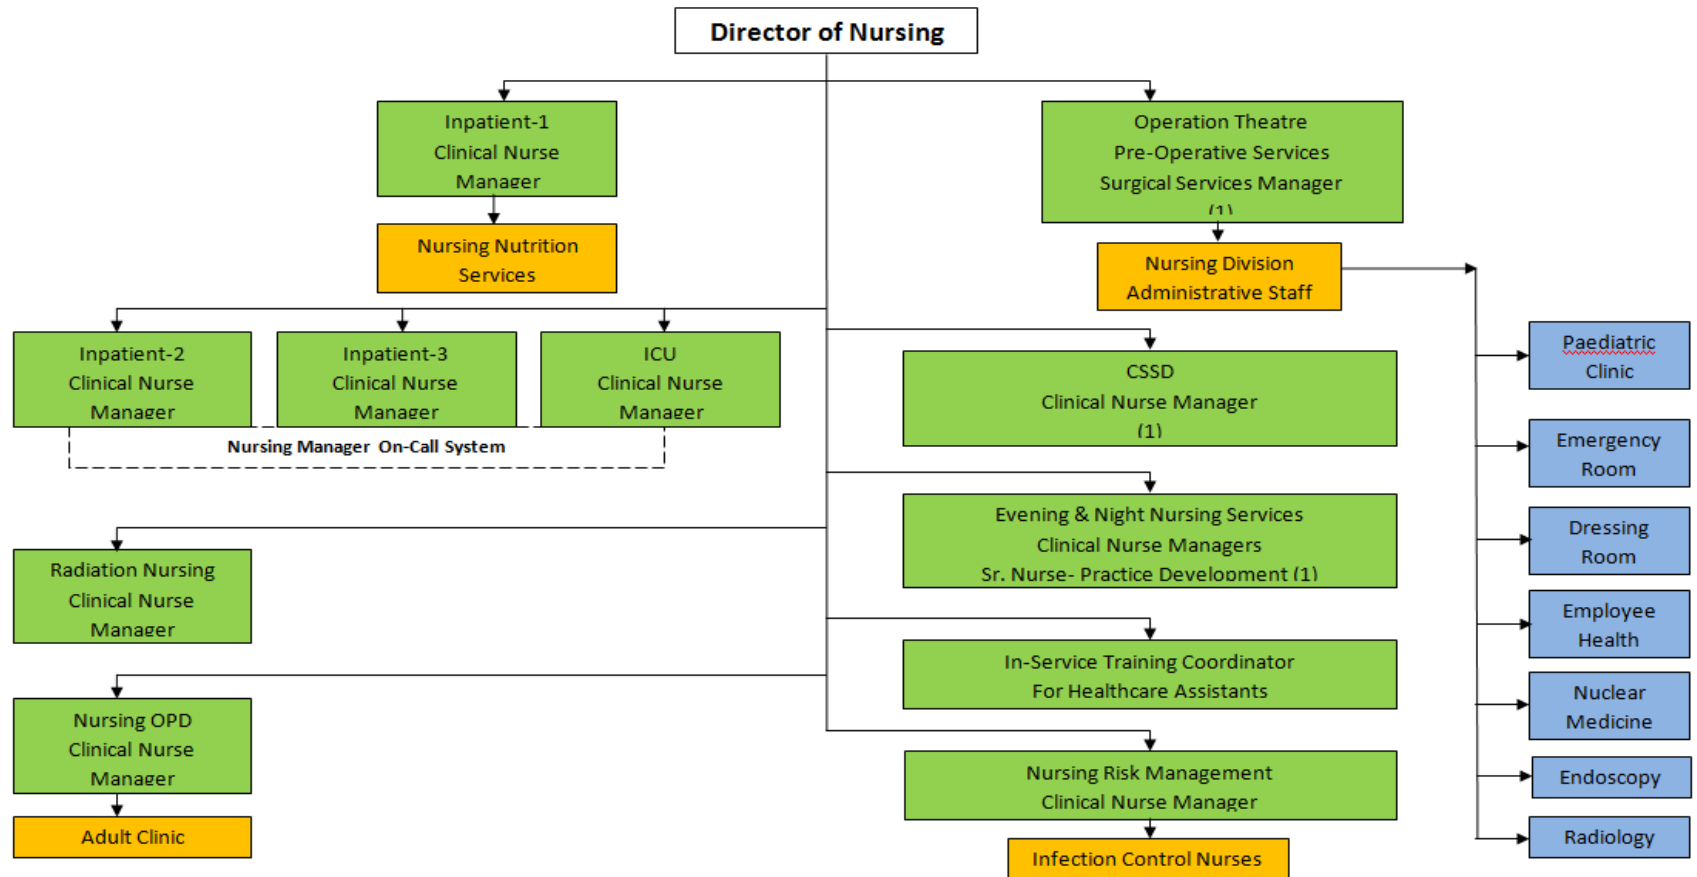 Director of Nursing
Inpatient-1
Clinical Nurse
Manager
Operation Theatre
Pre-Operative Services
Surgical Services Manager
(1)
Nursing Nutrition
Services
Nursing Division
Administrative Staff
Inpatient-2
Clinical Nurse
Manager
Inpatient-3
Clinical Nurse
Manager
ICU
Clinical Nurse
Manager
Nursing Manager On-Call System
CSSD
Clinical Nurse Manager
(1)
Evening & Night Nursing Services
Clinical Nurse Managers
Sr. Nurse- Practice Development (1)
Radiation Nursing
Clinical Nurse
Manager
In-Service Training Coordinator
For Healthcare Assistants
Nursing OPD
Clinical Nurse
Manager
Adult Clinic
Nursing Risk Management
Clinical Nurse Manager
Infection Control Nurses
Paediatric
Clinic
Emergency
Room
Dressing
Room
Employee
Health
Nuclear
Medicine
Endoscopy
Radiology